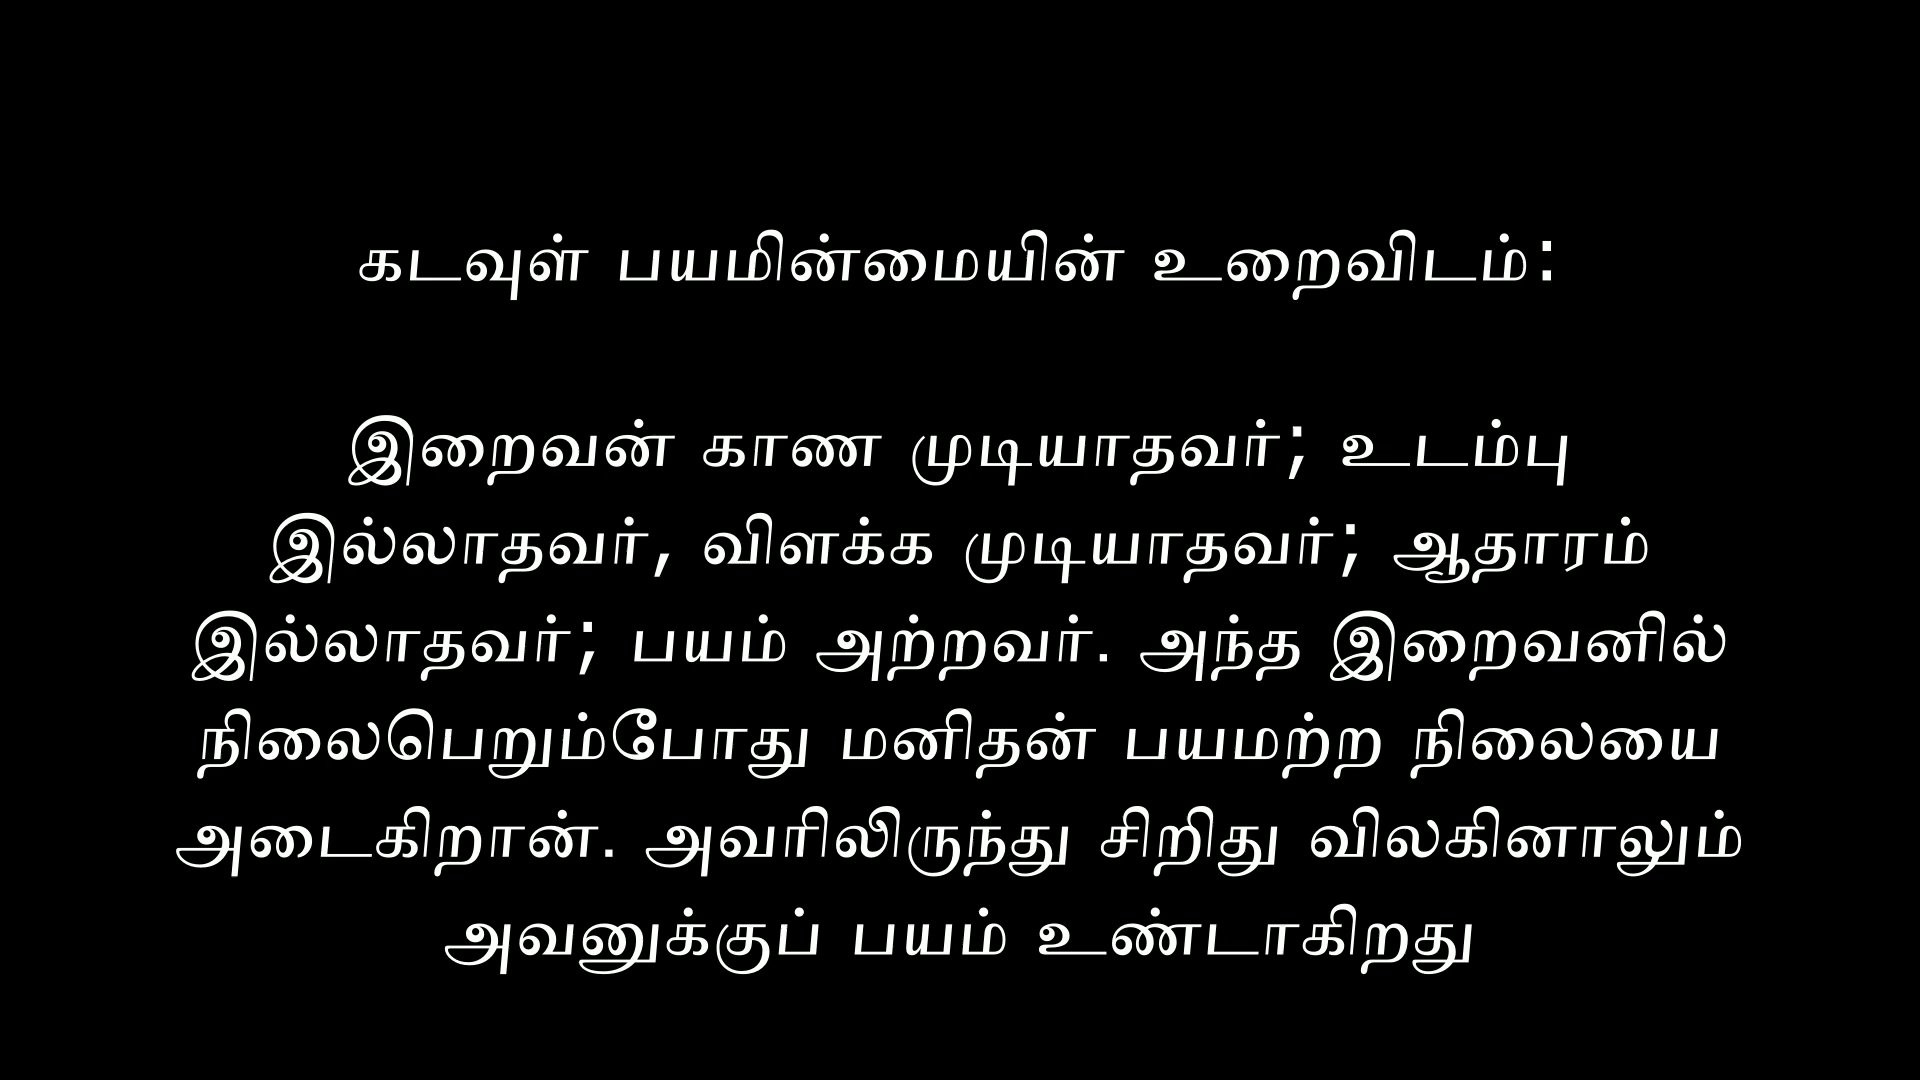 கடவுள் பயமின்மையின் உறைவிடம்:
இறைவன் காண முடியாதவர்; உடம்பு
இல்லாதவர், விளக்க முடியாதவர்; ஆதாரம்
இல்லாதவர்; பயம் அற்றவர். அந்த இறைவனில்
நிலைபெறும்போது மனிதன் பயமற்ற நிலையை
அடைகிறான். அவரிலிருந்து சிறிது விலகினாலும்
அவனுக்குப் பயம் உண்டாகிறது